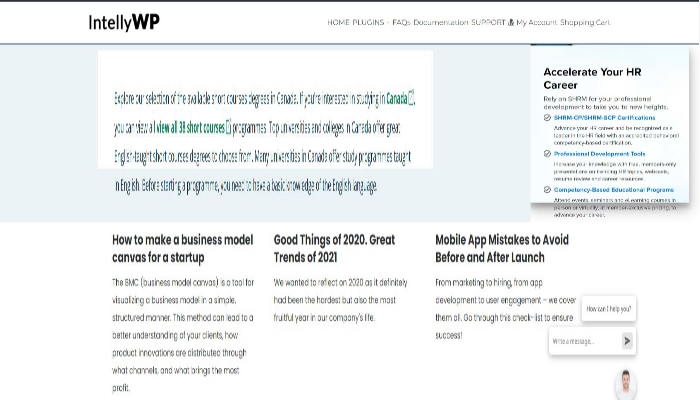 IntellyWP
HOME PLUGINS - FAQs Documentation SUPPORT My Account Shopping Cart
Explore our selection of the available short courses degrees in Canada. If you're interested in studying in Canada
you can view all view all 39 short courses programmes. Top universities and colleges in Canada offer great
English-taught short courses degrees to choose from. Many universities in Canada offer study programmes taught
in English. Before starting a programme, you need to have a basic knowledge of the English language.
Accelerate Your HR
Career
Rely on SHRM for your professional
development to take you to new heights.
SHRM-CP/SHRM-SCP Certifications
Advance your HR career and be recognized as a
leader in the HR field with an accredited behavioral
competency-based certification.
Professional Development Tools
Increase your knowledge with free, members-only
presentations on trending HR topics, webcasts,
resume review and career resources.
Competency-Based Educational Programs
Attend events, seminars and eLearning courses in
person or virtually, at member-exclusive pricing, to
advance your career.
How to make a business model
canvas for a startup
The BMC (business model canvas) is a tool for
visualizing a business model in a simple,
structured manner. This method can lead to a
better understanding of your clients, how
product innovations are distributed through
what channels, and what brings the most
profit.
Good Things of 2020. Great
Trends of 2021
We wanted to reflect on 2020 as it definitely
had been the hardest but also the most
fruitful year in our company's life.
Mobile App Mistakes to Avoid
Before and After Launch
From marketing to hiring, from app
development to user engagement – we cover
them all. Go through this check-list to ensure
success!
How can I help you?
Write a message...